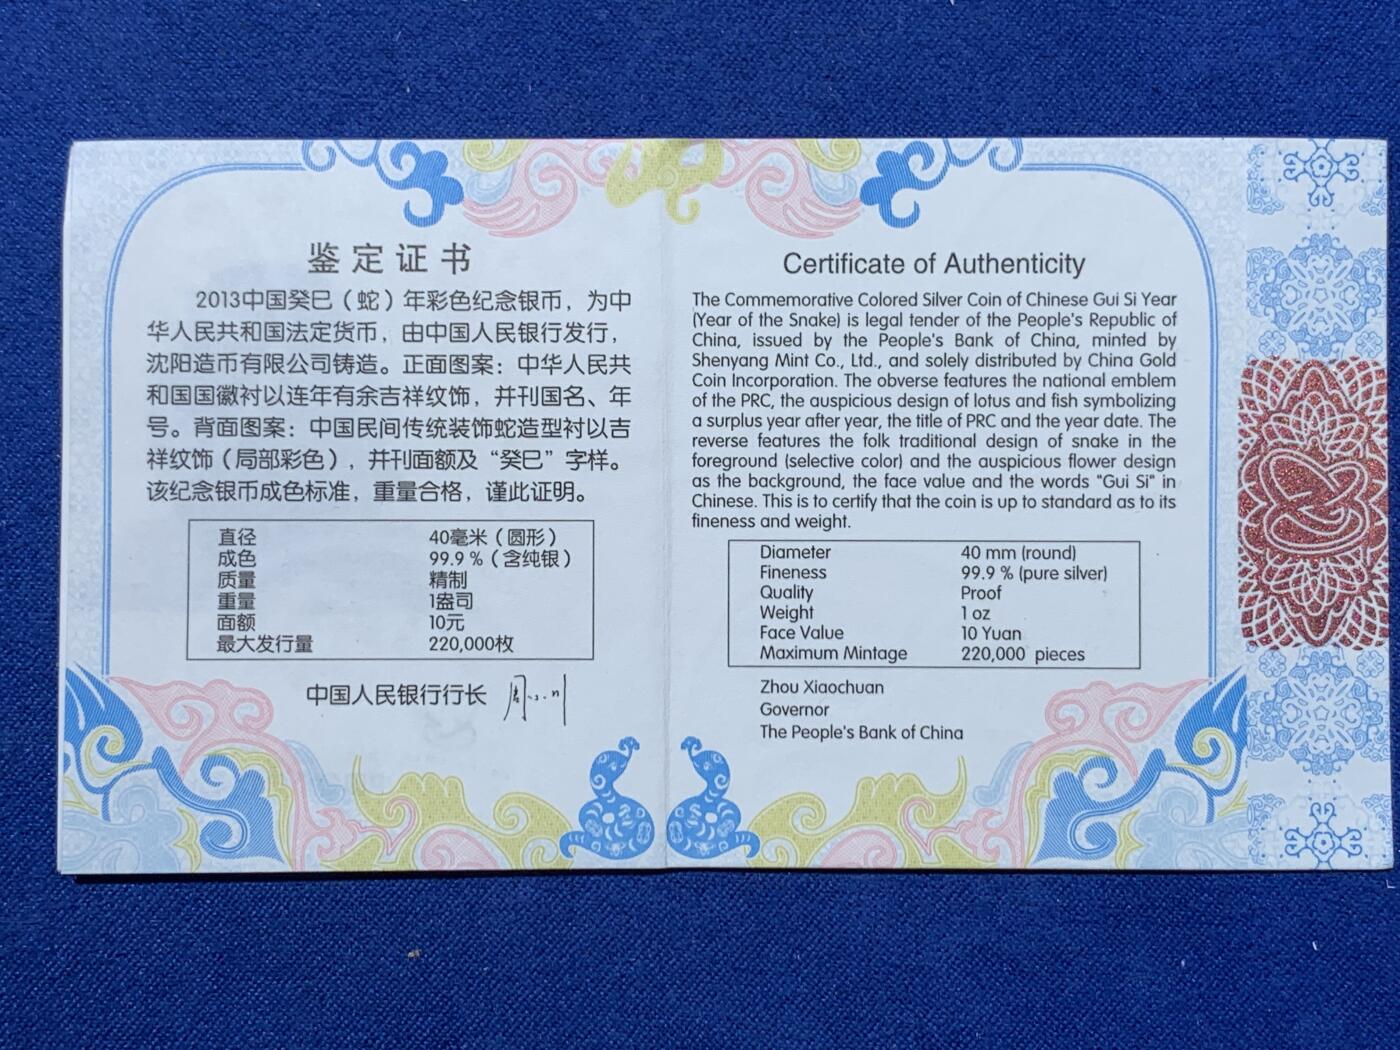 鉴定证书
2013中国癸巳（蛇）年彩色纪念银币，为中
华人民共和国法定货币，由中国人民银行发行，
沈阳造币有限公司铸造。正面图案：中华人民共
和国国徽衬以连年有余吉祥纹饰，并刊国名、年
号。背面图案：中国民间传统装饰蛇造型衬以吉
祥纹饰（局部彩色），并刊面额及“癸巳”字样。
该纪念银币成色标准，重量合格，谨此证明。
直径 40毫米（圆形）
成色 99.9％（含纯银）
质量 精制
重量 1盎司
面额 10元
最大发行量 220,000枚
中国人民银行行长
Certificate of Authenticity
The Commemorative Colored Silver Coin of Chinese Gui Si Year
(Year of the Snake) is legal tender of the People's Republic of
China, issued by the People's Bank of China, minted by
Shenyang Mint Co., Ltd., and solely distributed by China Gold
Coin Incorporation. The obverse features the national emblem
of the PRC, the auspicious design of lotus and fish symbolizing
a surplus year after year, the title of PRC and the year date. The
reverse features the folk traditional design of snake in the
foreground (selective color) and the auspicious flower design
as the background, the face value and the words "Gui Si" in
Chinese. This is to certify that the coin is up to standard as to its
fineness and weight.
Diameter 40 mm (round)
Fineness 99.9 % (pure silver)
Quality Proof
Weight 1 oz
Face Value 10 Yuan
Maximum Mintage 220,000 pieces
Zhou Xiaochuan
Governor
The People's Bank of China